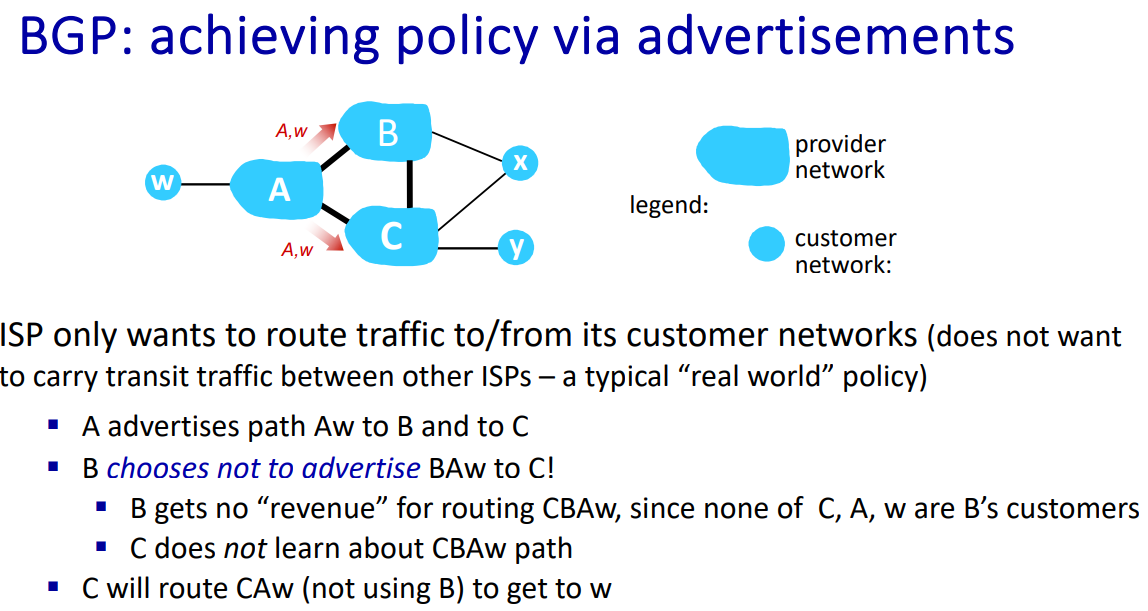 BGP: achieving policy via advertisements
A,w
B
w
A
x
C
A,w
y
provider
network
legend:
customer
network:
ISP only wants to route traffic to/from its customer networks (does not want
to carry transit traffic between other ISPs – a typical “real world” policy)
▪ A advertises path Aw to B and to C
▪ B chooses not to advertise BAw to C!
▪ B gets no “revenue” for routing CBAw, since none of C, A, w are B’s customers
▪ C does not learn about CBAw path
▪ C will route CAw (not using B) to get to w